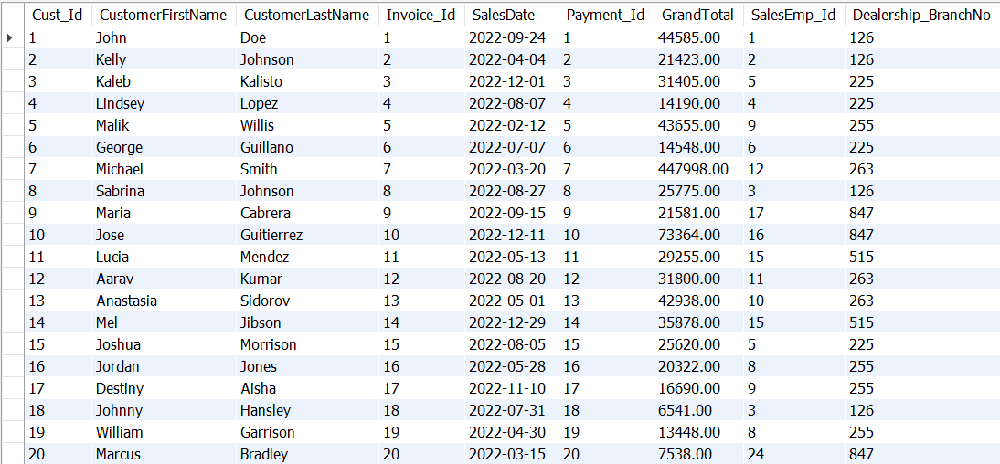 Cust_Id CustomerFirstName CustomerLastName Invoice_Id SalesDate Payment_Id GrandTotal SalesEmp_Id Dealership_BranchNo
1 John Doe 1 2022-09-24 1 44585.00 1 126
2 Kelly Johnson 2 2022-04-04 2 21423.00 2 126
3 Kaleb Kalisto 3 2022-12-01 3 31405.00 5 225
4 Lindsey Lopez 4 2022-08-07 4 14190.00 4 225
5 Malik Willis 5 2022-02-12 5 43655.00 9 255
6 George Guillano 6 2022-07-07 6 14548.00 6 225
7 Michael Smith 7 2022-03-20 7 447998.00 12 263
8 Sabrina Johnson 8 2022-08-27 8 25775.00 3 126
9 Maria Cabrera 9 2022-09-15 9 21581.00 17 847
10 Jose Guitierrez 10 2022-12-11 10 73364.00 16 847
11 Lucia Mendez 11 2022-05-13 11 29255.00 15 515
12 Aarav Kumar 12 2022-08-20 12 31800.00 11 263
13 Anastasia Sidorov 13 2022-05-01 13 42938.00 10 263
14 Mel Jibson 14 2022-12-29 14 35878.00 15 515
15 Joshua Morrison 15 2022-08-05 15 25620.00 5 225
16 Jordan Jones 16 2022-05-28 16 20322.00 8 255
17 Destiny Aisha 17 2022-11-10 17 16690.00 9 255
18 Johnny Hansley 18 2022-07-31 18 6541.00 3 126
19 William Garrison 19 2022-04-30 19 13448.00 8 255
20 Marcus Bradley 20 2022-03-15 20 7538.00 24 847